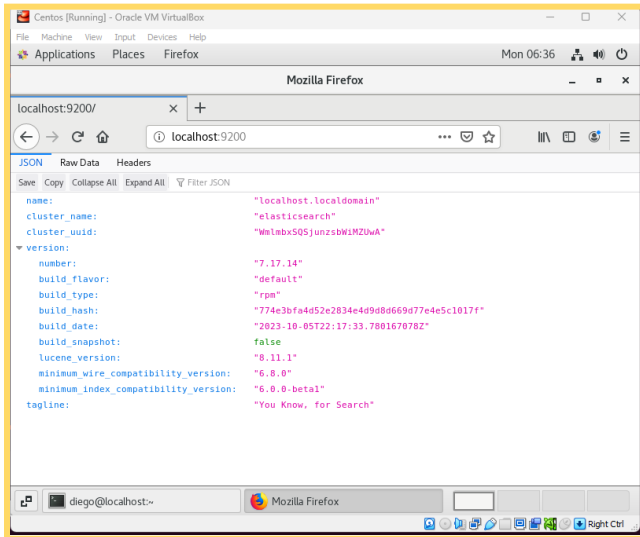 Centos [Running] - Oracle VM VirtualBox
File Machine View Input Devices Help
Applications Places Firefox Mon 06:36
Mozilla Firefox
localhost:9200/
localhost:9200
JSON Raw Data Headers
Save Copy Collapse All Expand All Filter JSON
name: "localhost.localdomain"
cluster_name: "elasticsearch"
cluster_uuid: "WmlmbxSQSjunzsbWiMZUwA"
version:
number: "7.17.14"
build_flavor: "default"
build_type: "rpm"
build_hash: "774e3bfa4d52e2834e4d9d8d669d77e4e5c1017f"
build_date: "2023-10-05T22:17:33.780167078Z"
build_snapshot: false
lucene_version: "8.11.1"
minimum_wire_compatibility_version: "6.8.0"
minimum_index_compatibility_version: "6.0.0-beta1"
tagline: "You Know, for Search"
diego@localhost:~ Mozilla Firefox
Right Ctrl